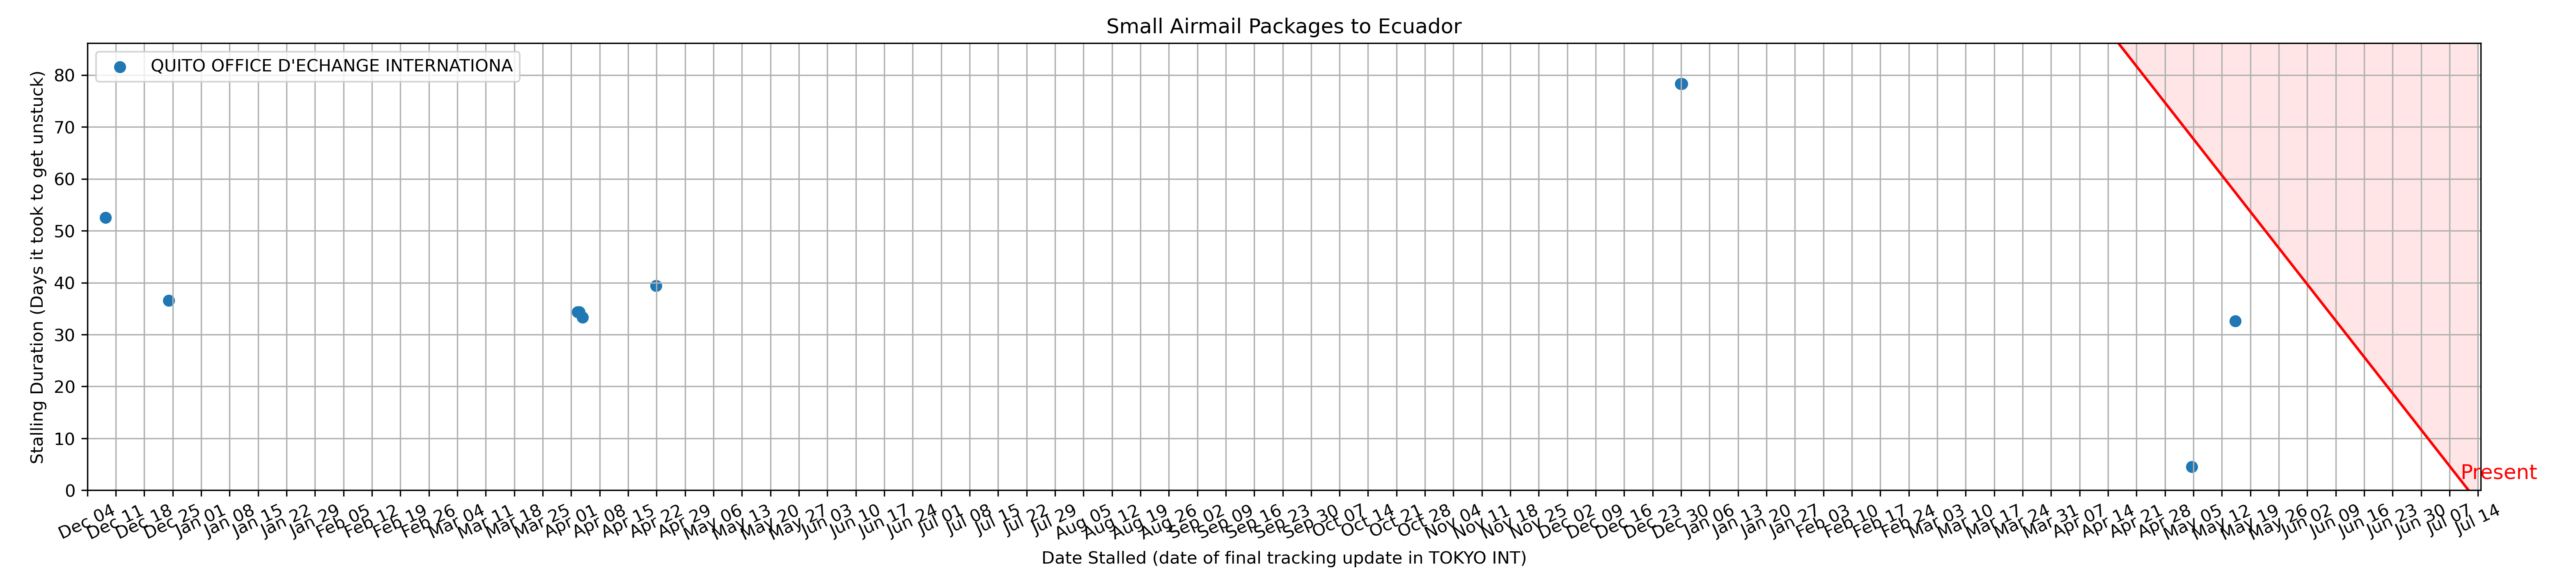 Small Airmail Packages to Ecuador
QUITO OFFICE D'ECHANGE INTERNATIONA
Stalling Duration (Days it took to get unstuck)
80
70
60
50
40
30
20
10
0
Present
Dec 04
Dec 11
Dec 18
Dec 25
Jan 01
Jan 08
Jan 15
Jan 22
Jan 29
Feb 05
Feb 12
Feb 19
Feb 26
Mar 04
Mar 11
Mar 18
Mar 25
Apr 01
Apr 08
Apr 15
Apr 22
Apr 29
May 06
May 13
May 20
May 27
Jun 03
Jun 10
Jun 17
Jun 24
Jul 01
Jul 08
Jul 15
Jul 22
Jul 29
Aug 05
Aug 12
Aug 19
Aug 26
Sep 02
Sep 09
Sep 16
Sep 23
Sep 30
Oct 07
Oct 14
Oct 21
Oct 28
Nov 04
Nov 11
Nov 18
Nov 25
Dec 02
Dec 09
Dec 16
Dec 23
Dec 30
Jan 06
Jan 13
Jan 20
Jan 27
Feb 03
Feb 10
Feb 17
Feb 24
Mar 03
Mar 10
Mar 17
Mar 24
Mar 31
Apr 07
Apr 14
Apr 21
Apr 28
May 05
May 12
May 19
May 26
Jun 02
Jun 09
Jun 16
Jun 23
Jun 30
Jul 07
Jul 14
Date Stalled (date of final tracking update in TOKYO INT)